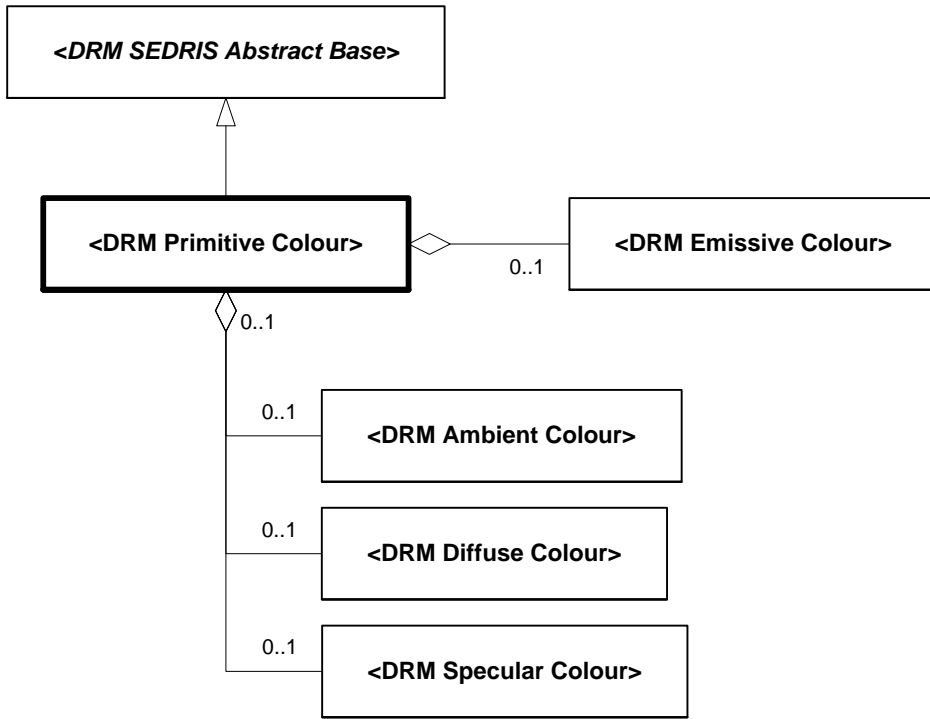 <DRM SEDRIS Abstract Base>
<DRM Primitive Colour>
<DRM Emissive Colour>
0..1
0..1
0..1
<DRM Ambient Colour>
0..1
<DRM Diffuse Colour>
0..1
<DRM Specular Colour>